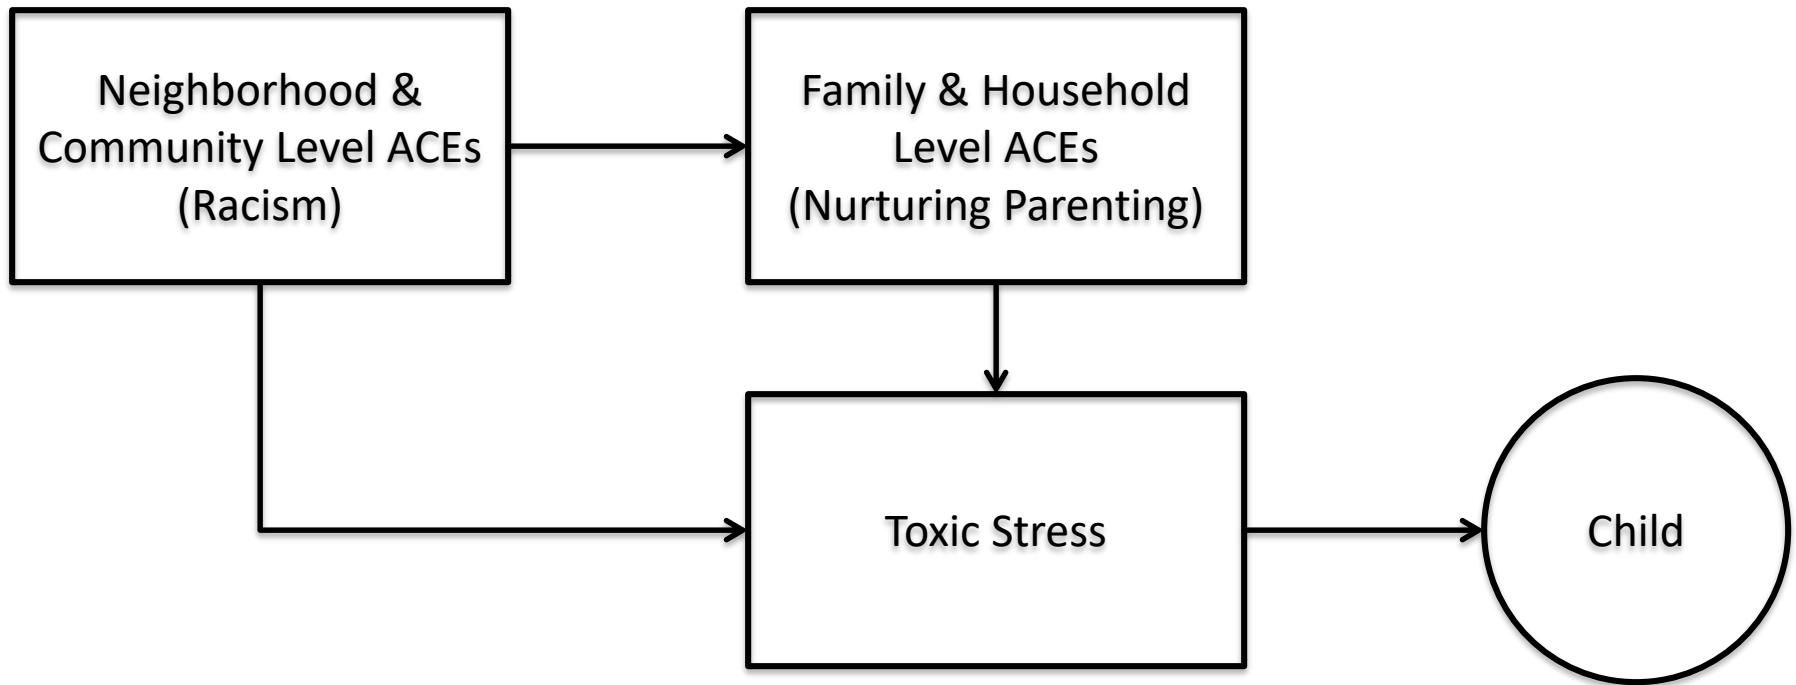 Neighborhood &
Community Level ACEs
(Racism)
Family & Household
Level ACEs
(Nurturing Parenting)
Toxic Stress
Child